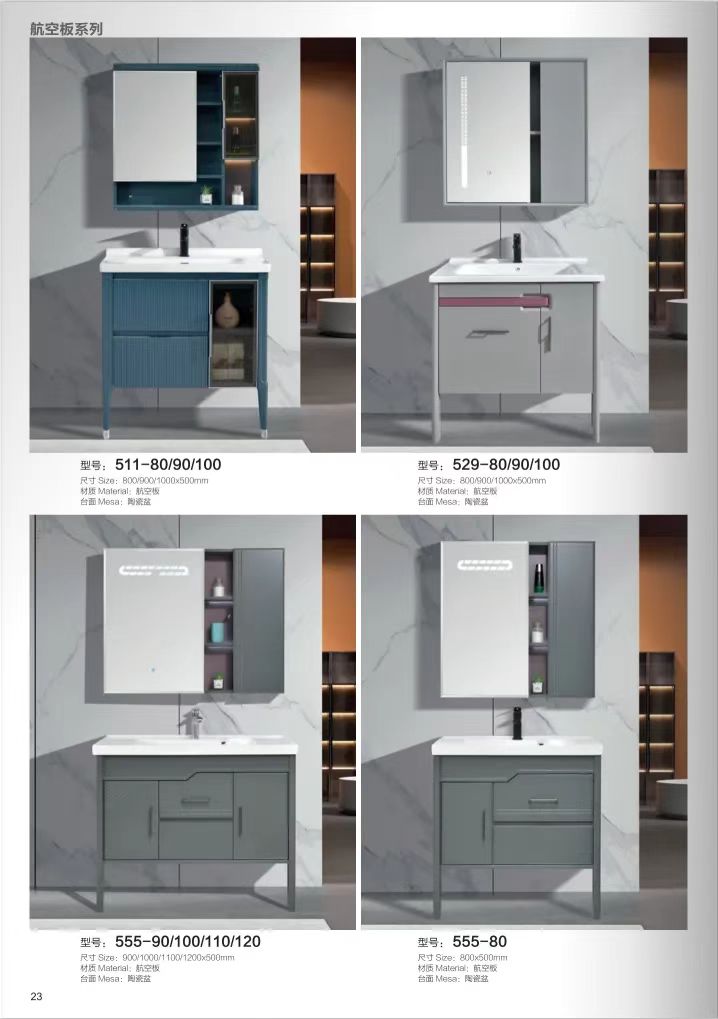 航空板系列
型号：511-80/90/100
尺寸 Size：800/900/1000x500mm
材质 Material：航空板
台面 Mesa：陶瓷盆
型号：529-80/90/100
尺寸 Size：800/900/1000x500mm
材质 Material：航空板
台面 Mesa：陶瓷盆
型号：555-90/100/110/120
尺寸 Size：900/1000/1100/1200x500mm
材质 Material：航空板
台面 Mesa：陶瓷盆
型号：555-80
尺寸 Size：800x500mm
材质 Material：航空板
台面 Mesa：陶瓷盆
23